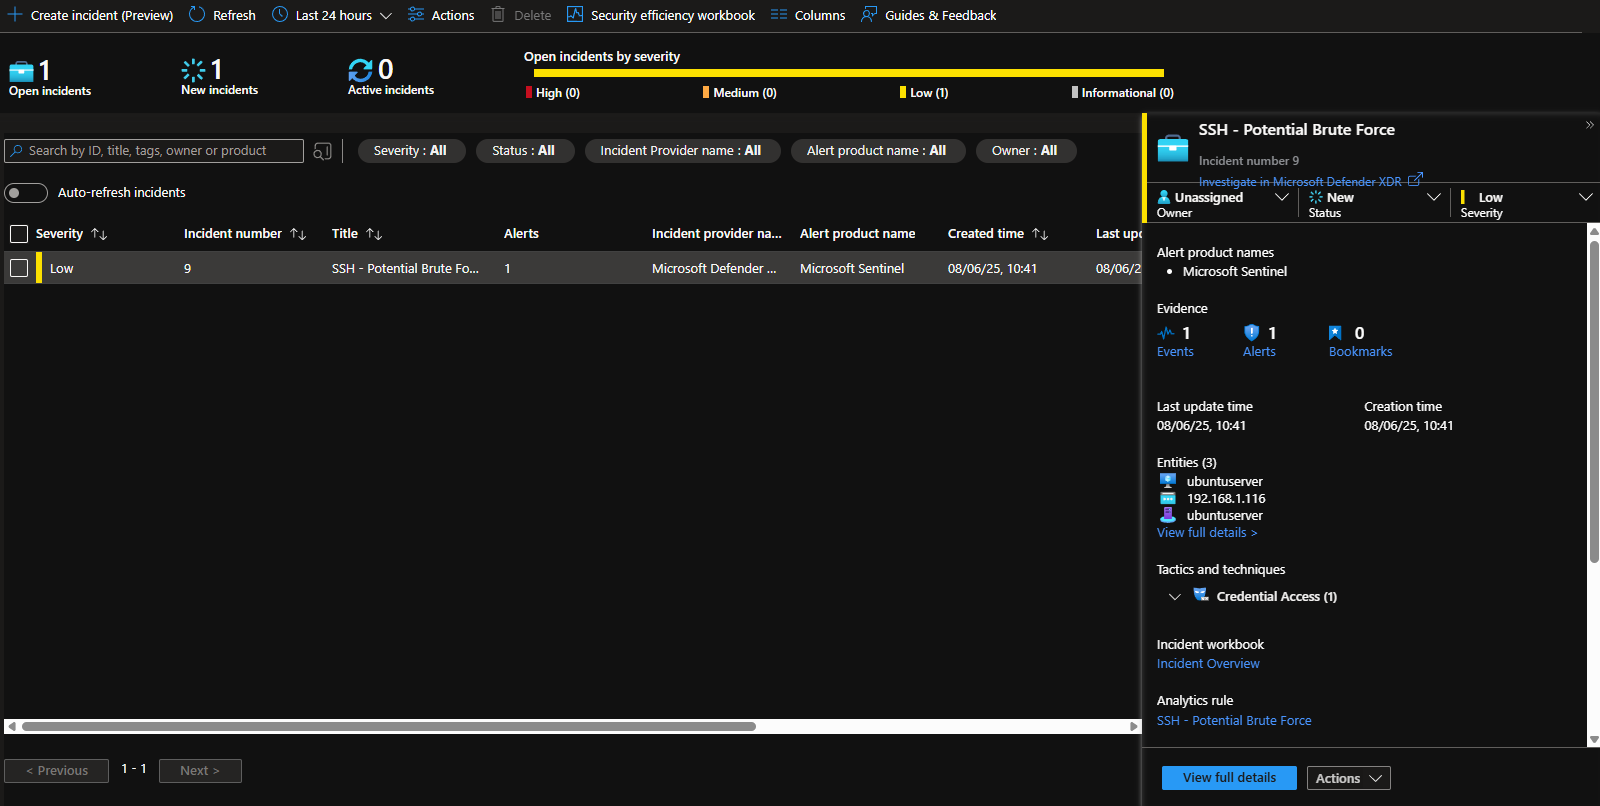 Create incident (Preview) Refresh Last 24 hours Actions Delete Security efficiency workbook Columns Guides & Feedback
1
Open incidents
1
New incidents
0
Active incidents
Open incidents by severity
High (0) Medium (0) Low (1) Informational (0)
Search by ID, title, tags, owner or product
Severity : All
Status : All
Incident Provider name : All
Alert product name : All
Owner : All
Auto-refresh incidents
Severity Incident number Title Alerts Incident provider na... Alert product name Created time Last upd
Low 9 SSH - Potential Brute Fo... 1 Microsoft Defender ... Microsoft Sentinel 08/06/25, 10:41 08/06/2
< Previous 1 - 1 Next >
SSH - Potential Brute Force
Incident number 9
Investigate in Microsoft Defender XDR
Unassigned
Owner
New
Status
Low
Severity
Alert product names
• Microsoft Sentinel
Evidence
1
Events
1
Alerts
0
Bookmarks
Last update time
08/06/25, 10:41
Creation time
08/06/25, 10:41
Entities (3)
ubuntuserver
192.168.1.116
ubuntuserver
View full details >
Tactics and techniques
Credential Access (1)
Incident workbook
Incident Overview
Analytics rule
SSH - Potential Brute Force
View full details
Actions